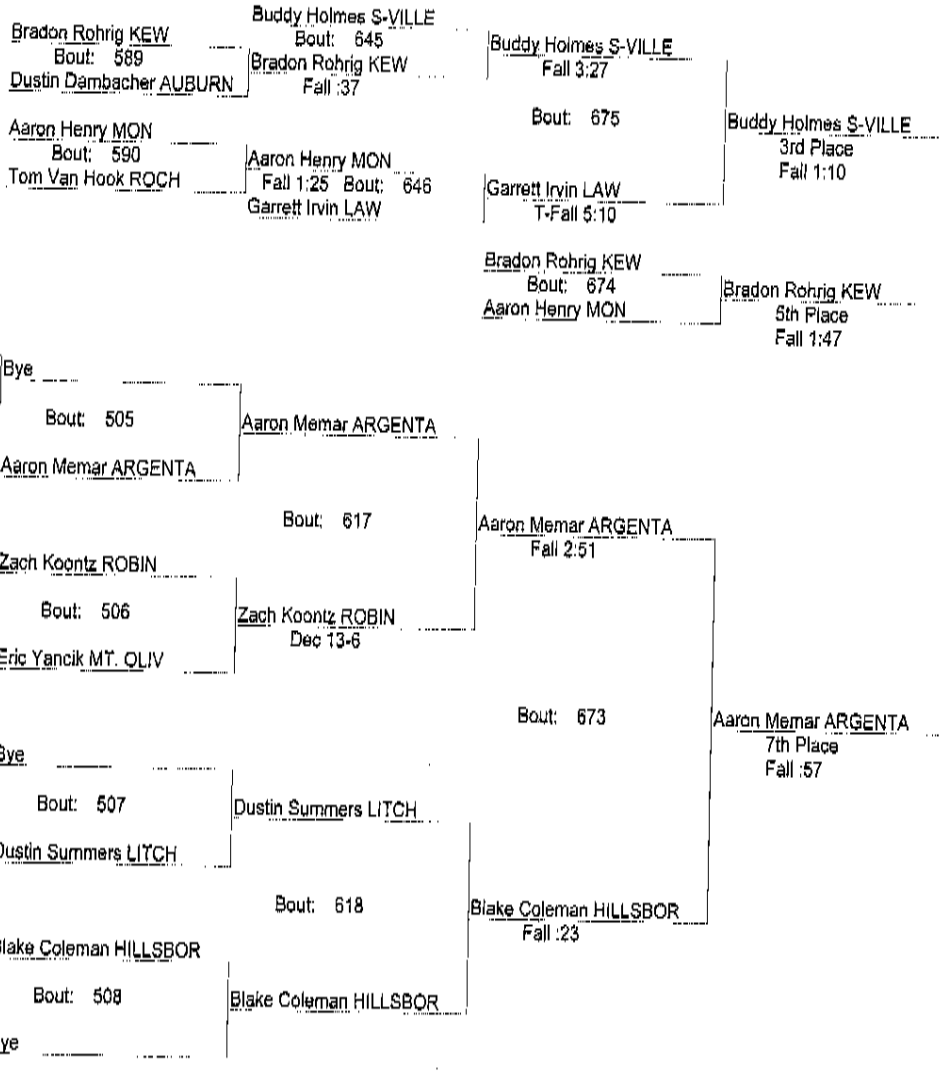 Buddy Holmes S-VILLE
Bradon Rohrig KEW
Bout: 645
Bout: 589
Bradon Rohrig KEW
Dustin Dambacher AUBURN
Fall :37
Buddy Holmes S-VILLE
Fall 3:27
Aaron Henry MON
Bout: 590
Tom Van Hook ROCH
Aaron Henry MON
Fall 1:25 Bout: 646
Garrett Irvin LAW
Bout: 675
Garrett Irvin LAW
T-Fall 5:10
Buddy Holmes S-VILLE
3rd Place
Fall 1:10
Bradon Rohrig KEW
Bout: 674
Aaron Henry MON
Bradon Rohrig KEW
5th Place
Fall 1:47
Bye
Bout: 505
Aaron Memar ARGENTA
Aaron Memar ARGENTA
Bout: 617
Aaron Memar ARGENTA
Fall 2:51
Zach Koontz ROBIN
Bout: 506
Eric Yancik MT. OLIV
Zach Koontz ROBIN
Dec 13-6
Bout: 673
Aaron Memar ARGENTA
7th Place
Fall :57
Bye
Bout: 507
Dustin Summers LITCH
Dustin Summers LITCH
Bout: 618
Blake Coleman HILLSBOR
Fall :23
Blake Coleman HILLSBOR
Bout: 508
Blake Coleman HILLSBOR
ye